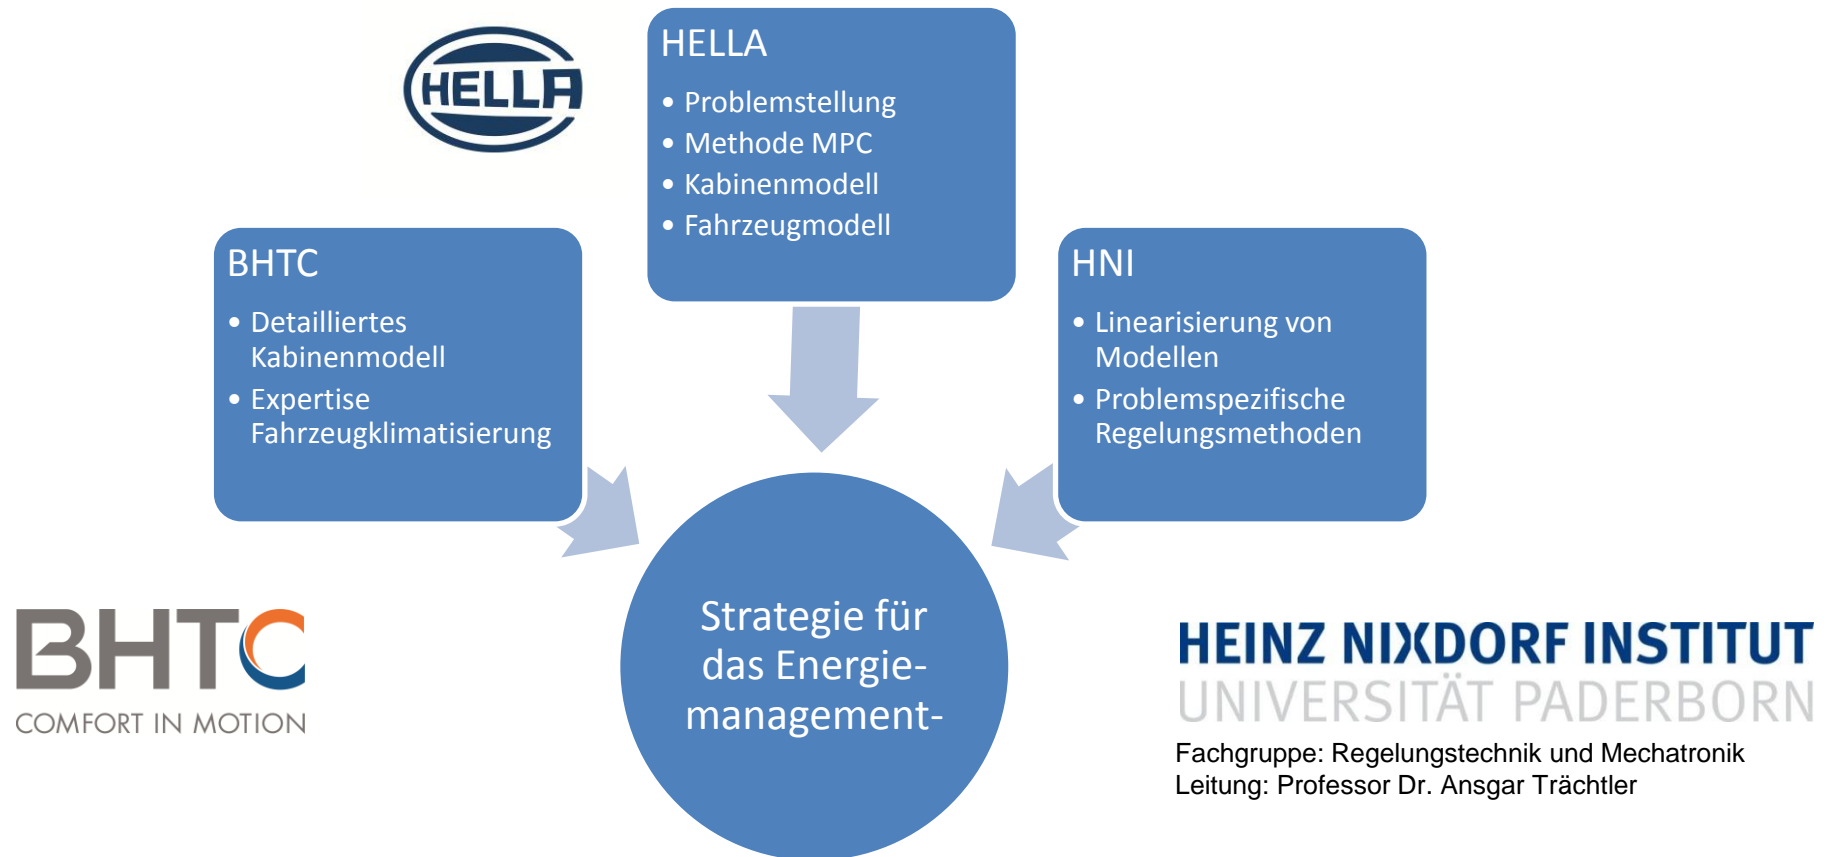 HELLA
HELLA
• Problemstellung
• Methode MPC
• Kabinenmodell
• Fahrzeugmodell
BHTC
• Detailliertes
Kabinenmodell
• Expertise
Fahrzeugklimatisierung
HNI
• Linearisierung von
Modellen
• Problemspezifische
Regelungsmethoden
Strategie für
das Energie-
management-
BHTC
COMFORT IN MOTION
HEINZ NIXDORF INSTITUT
UNIVERSITÄT PADERBORN
Fachgruppe: Regelungstechnik und Mechatronik
Leitung: Professor Dr. Ansgar Trächtler